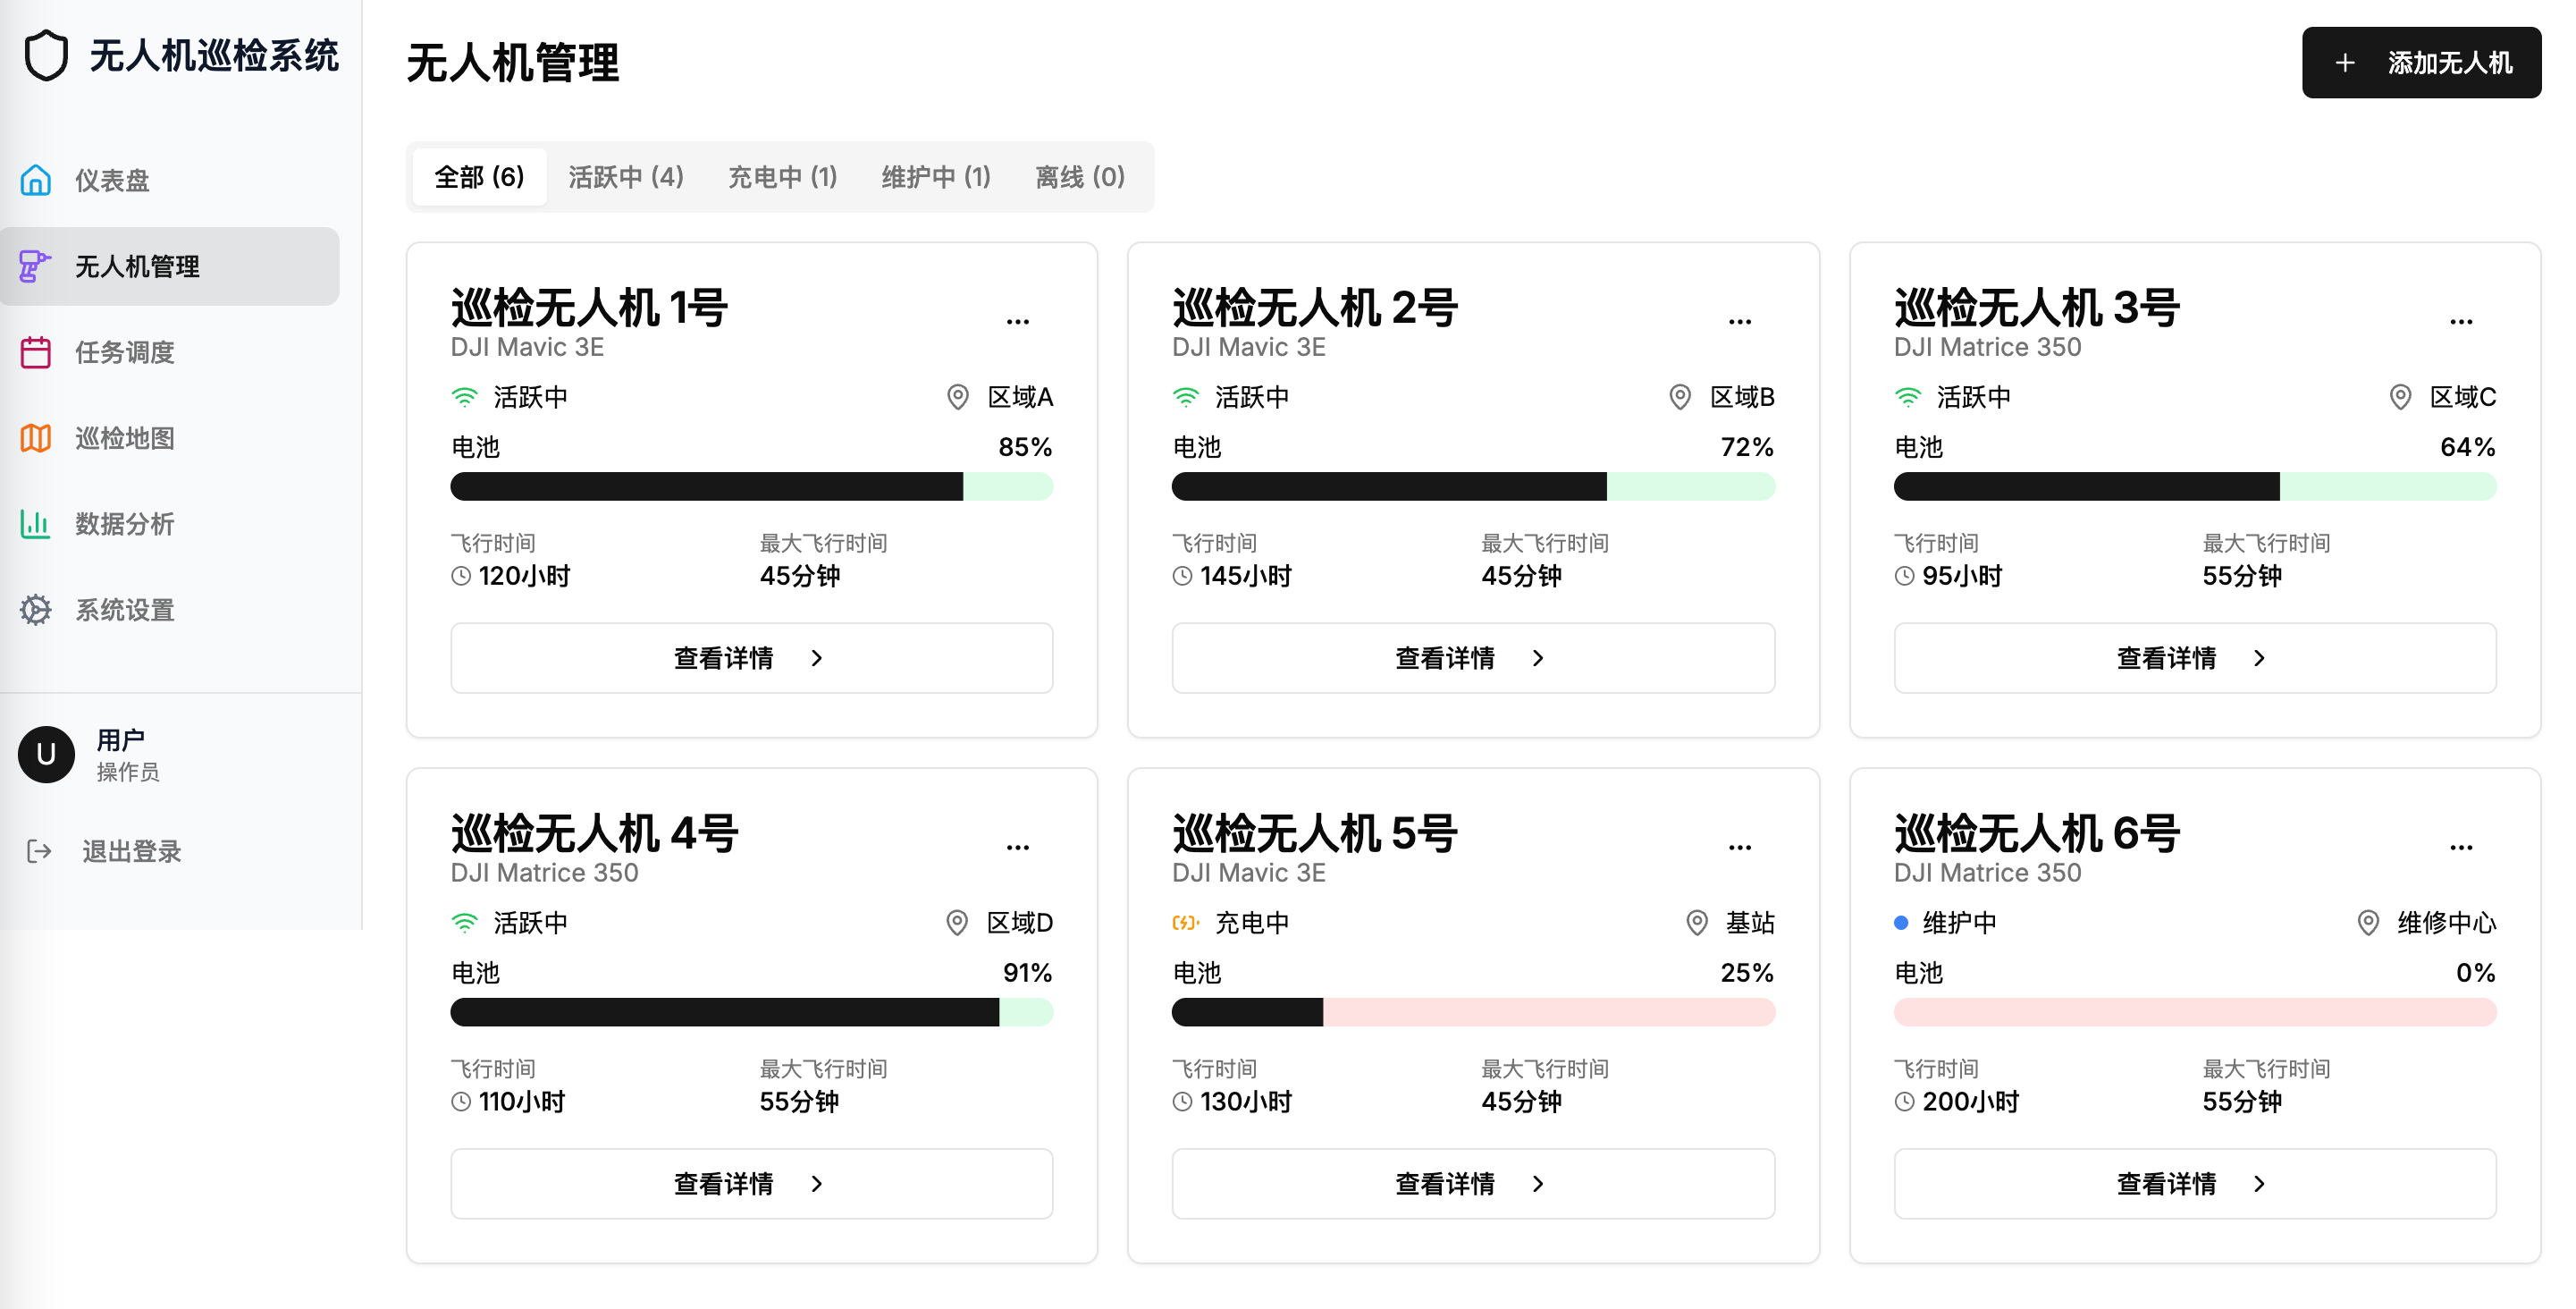 无人机巡检系统
仪表盘
无人机管理
任务调度
巡检地图
数据分析
系统设置
U
用户
操作员
退出登录
无人机管理
+ 添加无人机
全部 (6) 活跃中 (4) 充电中 (1) 维护中 (1) 离线 (0)
巡检无人机 1号 ...
DJI Mavic 3E
活跃中 区域A
电池 85%
飞行时间 最大飞行时间
120小时 45分钟
查看详情 >
巡检无人机 2号 ...
DJI Mavic 3E
活跃中 区域B
电池 72%
飞行时间 最大飞行时间
145小时 45分钟
查看详情 >
巡检无人机 3号 ...
DJI Matrice 350
活跃中 区域C
电池 64%
飞行时间 最大飞行时间
95小时 55分钟
查看详情 >
巡检无人机 4号 ...
DJI Matrice 350
活跃中 区域D
电池 91%
飞行时间 最大飞行时间
110小时 55分钟
查看详情 >
巡检无人机 5号 ...
DJI Mavic 3E
充电中 基站
电池 25%
飞行时间 最大飞行时间
130小时 45分钟
查看详情 >
巡检无人机 6号 ...
DJI Matrice 350
维护中 维修中心
电池 0%
飞行时间 最大飞行时间
200小时 55分钟
查看详情 >